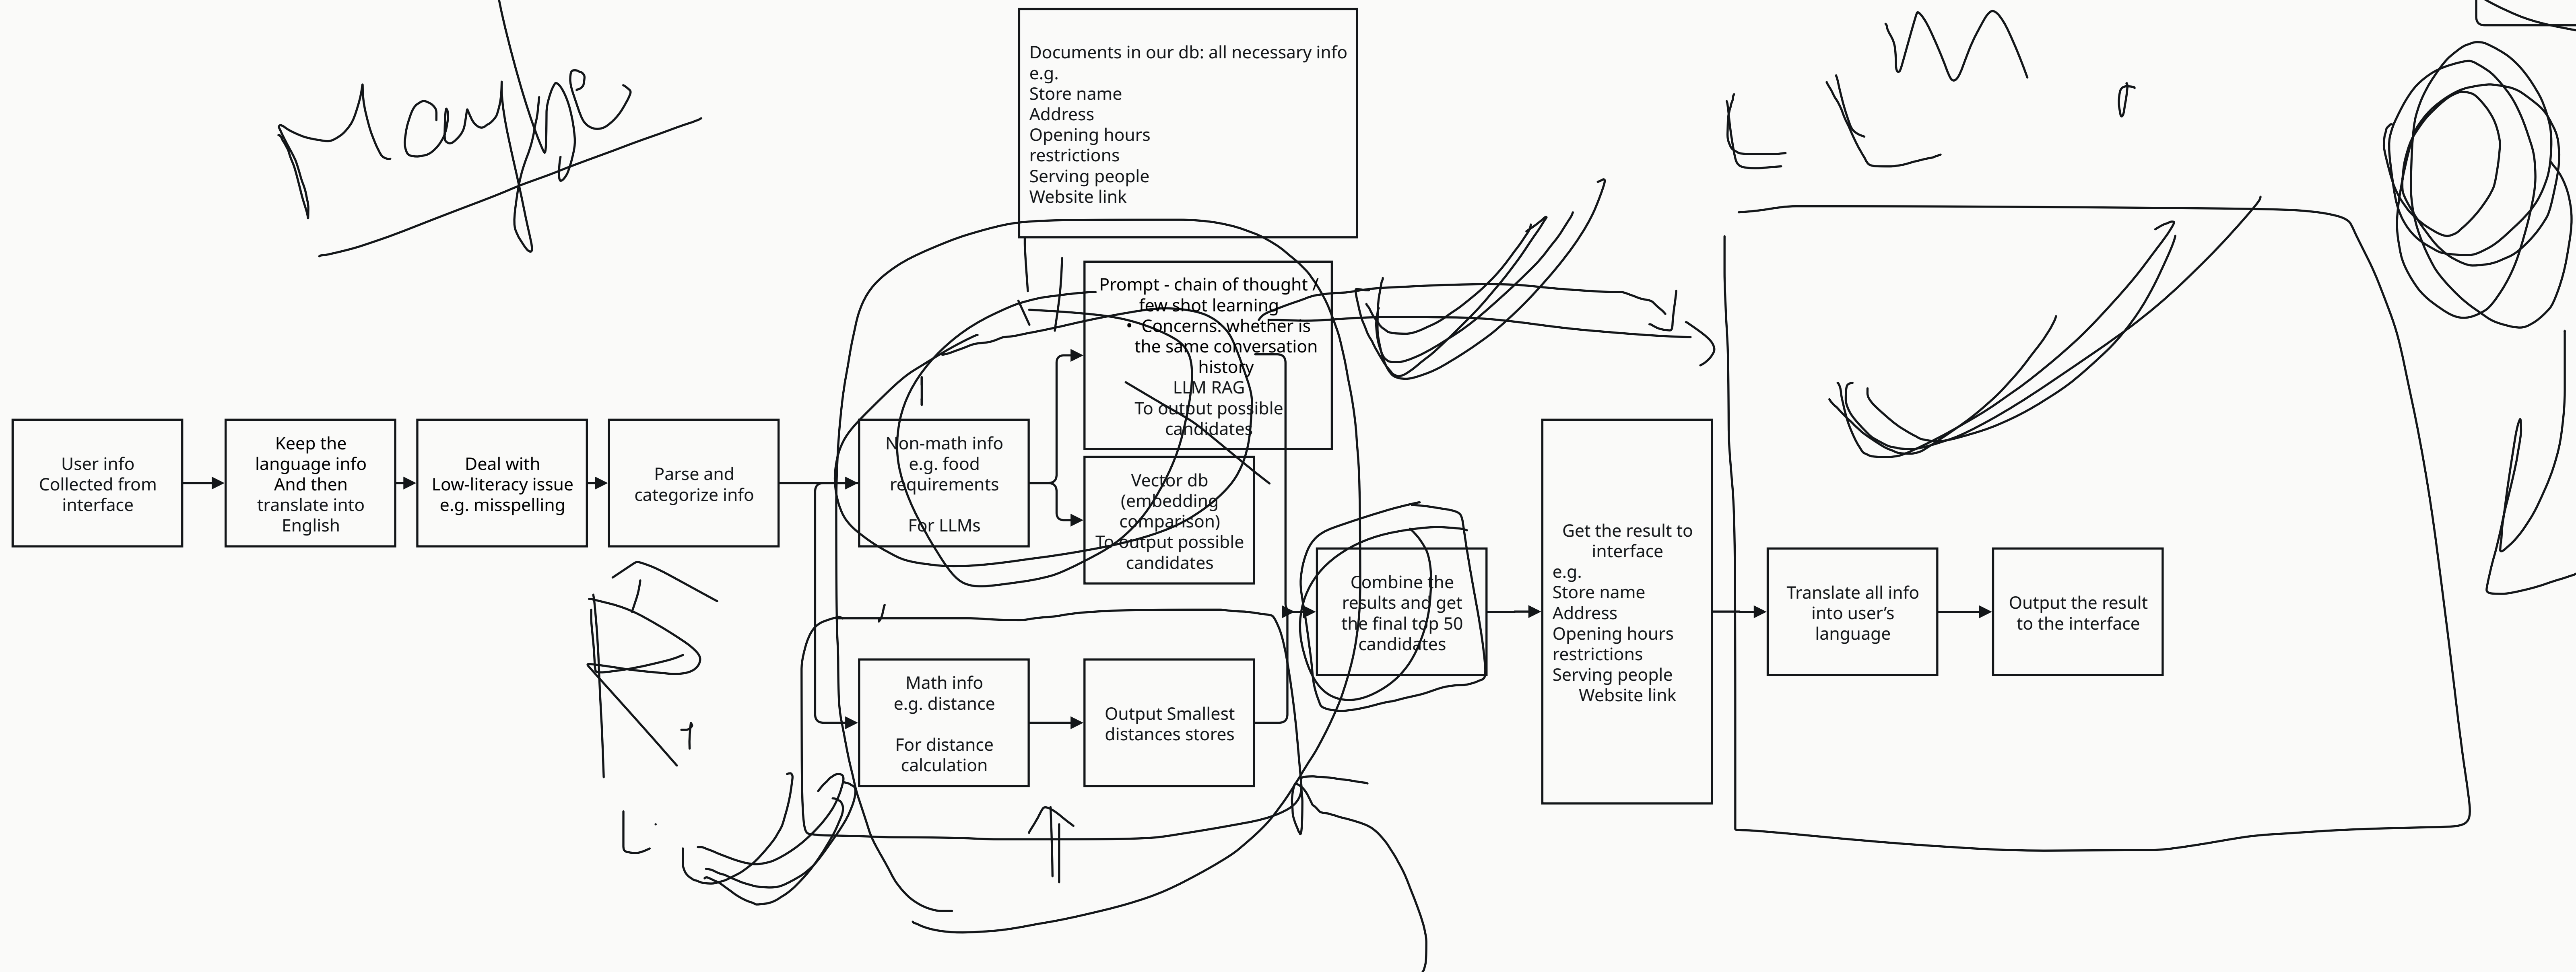 Documents in our db: all necessary info
e.g.
Store name
Address
Opening hours
restrictions
Serving people
Website link
Prompt - chain of thought /
few shot learning
• Concerns: whether is
the same conversation
history
LLM RAG
To output possible
candidates
User info
Collected from
interface
Keep the
language info
And then
translate into
English
Deal with
Low-literacy issue
e.g. misspelling
Parse and
categorize info
Non-math info
e.g. food
requirements
For LLMs
Vector db
(embedding
comparison)
To output possible
candidates
Math info
e.g. distance
For distance
calculation
Output Smallest
distances stores
Combine the
results and get
the final top 50
candidates
Get the result to
interface
e.g.
Store name
Address
Opening hours
restrictions
Serving people
Website link
Translate all info
into user’s
language
Output the result
to the interface